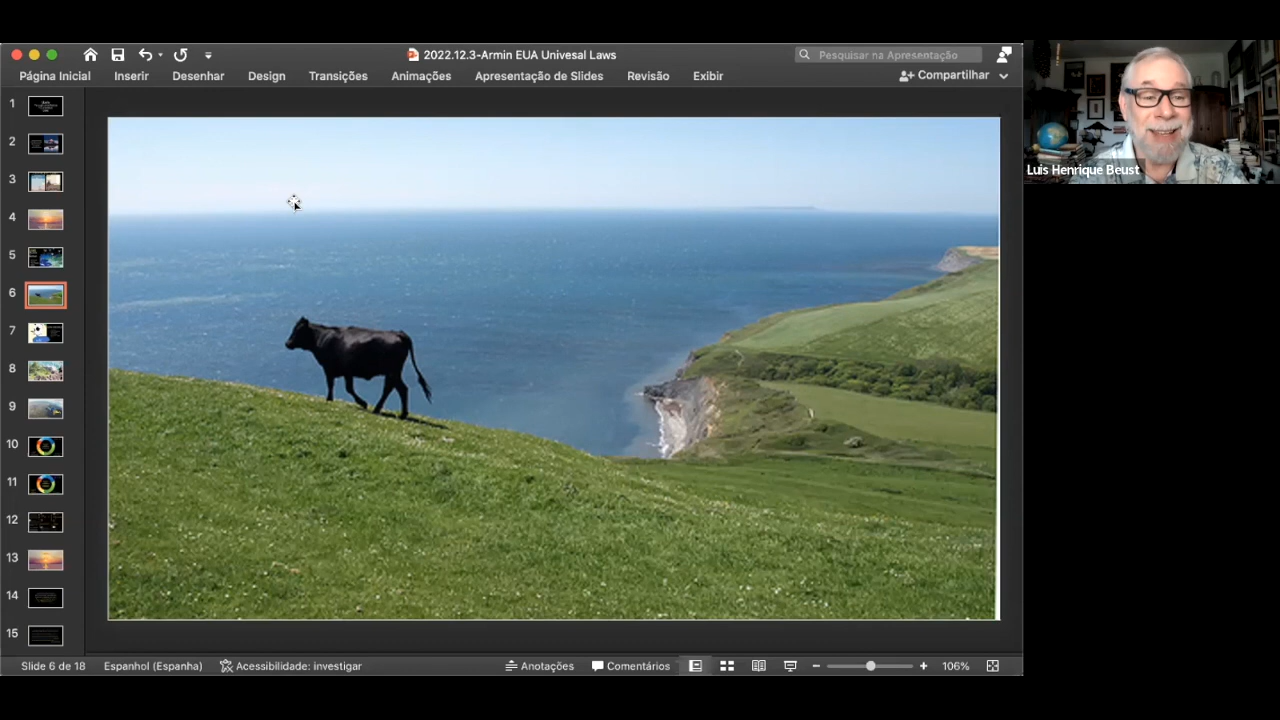 2022.12.3-Armin EUA Univesal Laws
Pesquisar na Apresentação
Página Inicial
Inserir
Desenhar
Design
Transições
Animações
Apresentação de Slides
Revisão
Exibir
Compartilhar
1
2
3
4
5
6
7
8
9
10
11
12
13
14
15
Luis Henrique Beust
Slide 6 de 18
Espanhol (Espanha)
Acessibilidade: investigar
Anotações
Comentários
106%